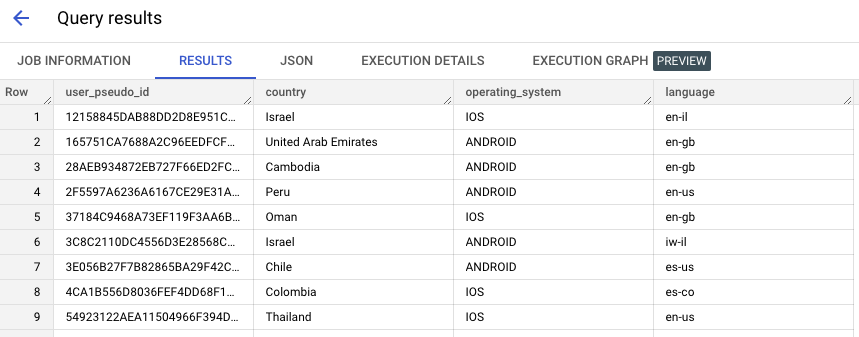 Query results
JOB INFORMATION RESULTS JSON EXECUTION DETAILS EXECUTION GRAPH PREVIEW
Row user_pseudo_id country operating_system language
1 12158845DAB88DD2D8E951C... Israel IOS en-il
2 165751CA7688A2C96EEDFCF... United Arab Emirates ANDROID en-gb
3 28AEB934872EB727F66ED2FC... Cambodia ANDROID en-gb
4 2F5597A6236A6167CE29E31A... Peru ANDROID en-us
5 37184C9468A73EF119F3AA6B... Oman IOS en-gb
6 3C8C2110DC4556D3E28568C... Israel ANDROID iw-il
7 3E056B27F7B82865BA29F42C... Chile ANDROID es-us
8 4CA1B556D8036FEF4DD68F1... Colombia IOS es-co
9 54923122AEA11504966F394D... Thailand IOS en-us